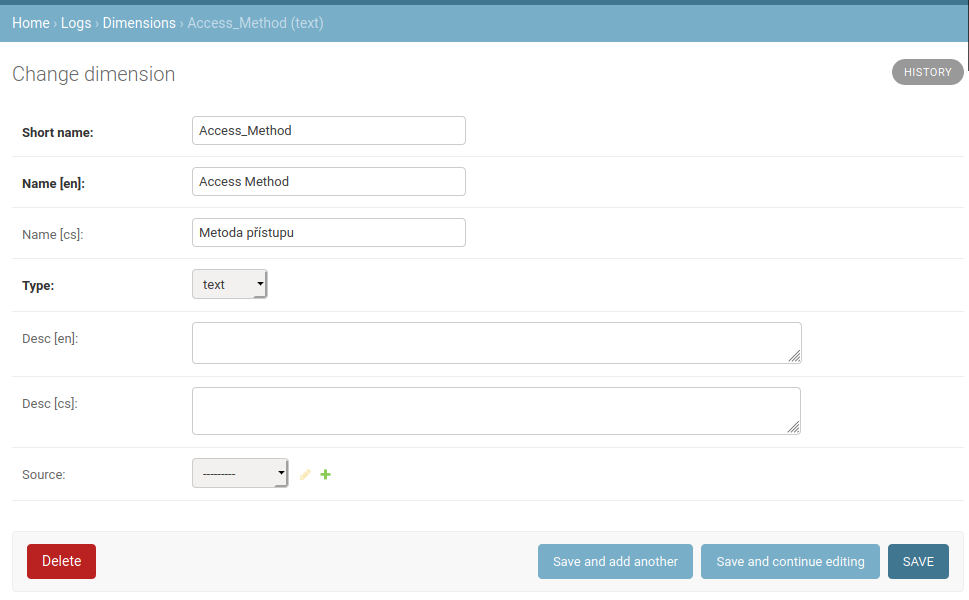 Home › Logs › Dimensions › Access_Method (text)
Change dimension
HISTORY
Short name:
Access_Method
Name [en]:
Access Method
Name [cs]:
Metoda přístupu
Type:
text
Desc [en]:
Desc [cs]:
Source:
---------
Delete
Save and add another
Save and continue editing
SAVE